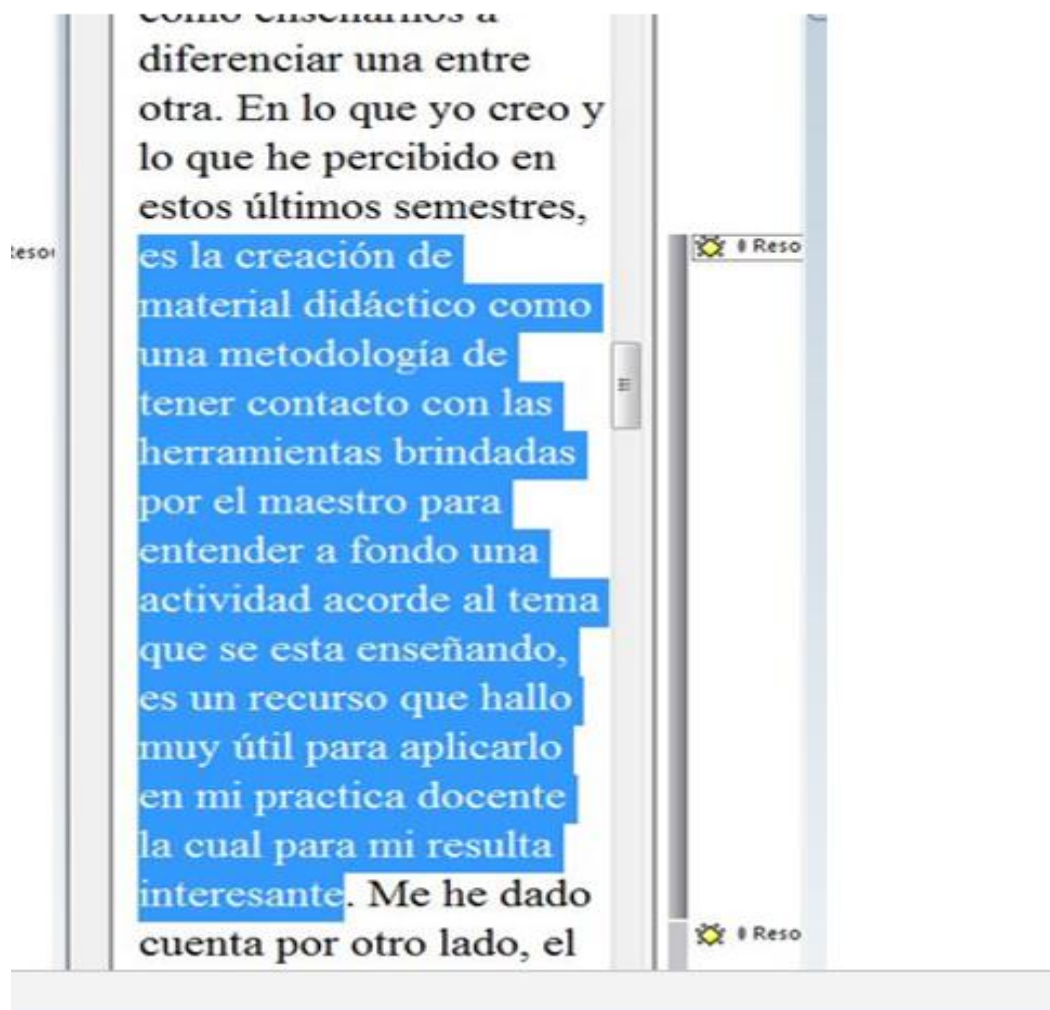 como enseñarnos a
diferenciar una entre
otra. En lo que yo creo y
lo que he percibido en
estos últimos semestres,
es la creación de
material didáctico como
una metodología de
tener contacto con las
herramientas brindadas
por el maestro para
entender a fondo una
actividad acorde al tema
que se esta enseñando,
es un recurso que hallo
muy útil para aplicarlo
en mi practica docente
la cual para mi resulta
interesante. Me he dado
cuenta por otro lado, el
Reso
Reso